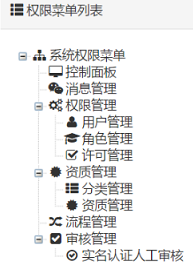 权限菜单列表
系统权限菜单
控制面板
消息管理
权限管理
用户管理
角色管理
许可管理
资质管理
分类管理
资质管理
流程管理
审核管理
实名认证人工审核